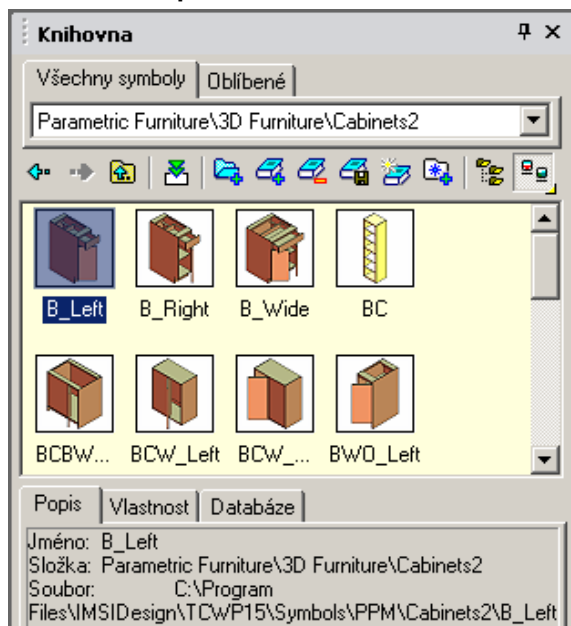 Knihovna
Všechny symboly Oblíbené
Parametric Furniture\3D Furniture\Cabinets2
B_Left B_Right B_Wide BC
BCBW... BCW_Left BCW_... BWO_Left
Popis Vlastnost Databáze
Jméno: B_Left
Složka: Parametric Furniture\3D Furniture\Cabinets2
Soubor: C:\Program
Files\IMSIDesign\TCWP15\Symbols\PPM\Cabinets2\B_Left